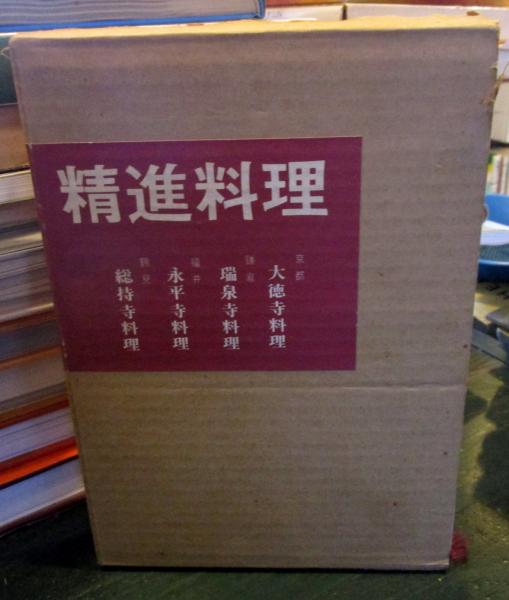 精進料理
京都
大徳寺料理
鎌倉
瑞泉寺料理
福井
永平寺料理
鶴見
総持寺料理